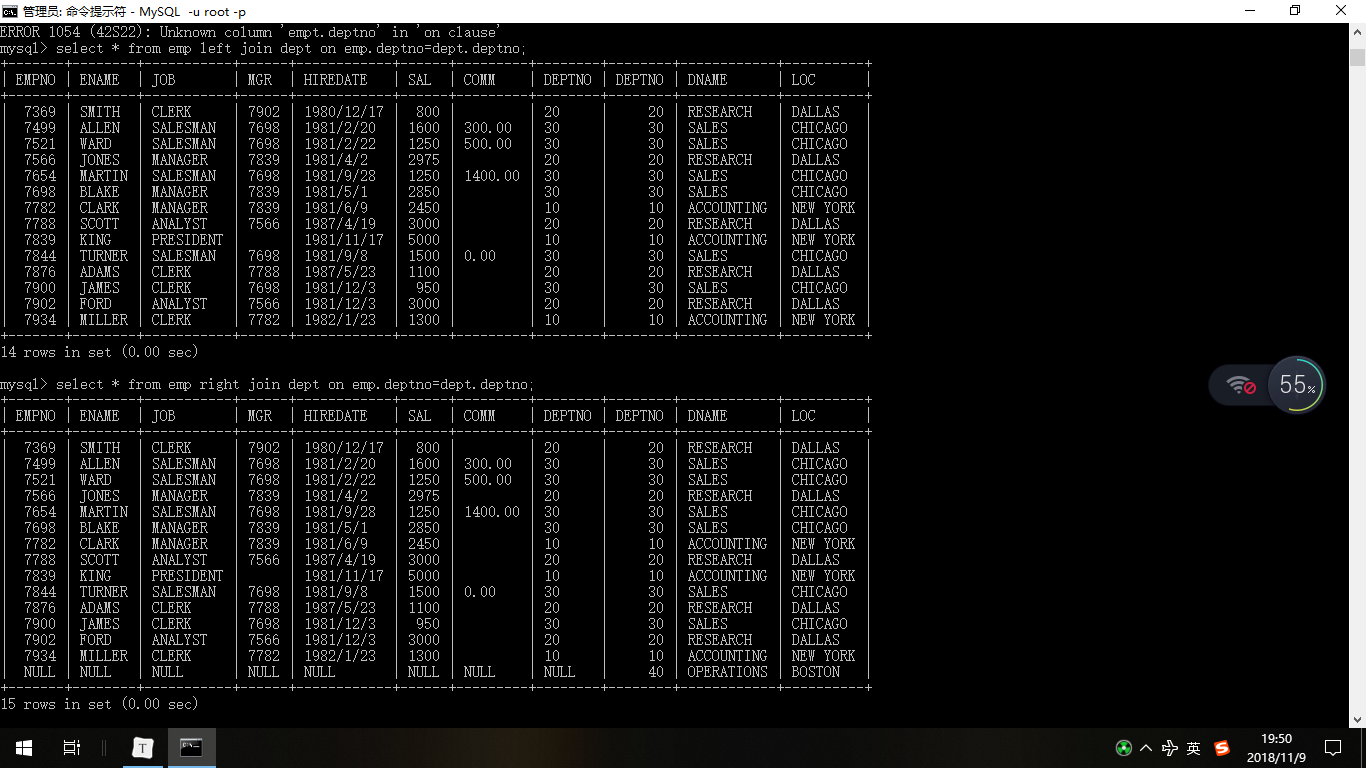 管理员: 命令提示符 - MySQL -u root -p
ERROR 1054 (42S22): Unknown column 'empt.deptno' in 'on clause'
mysql> select * from emp left join dept on emp.deptno=dept.deptno;
+-------+--------+-----------+------+------------+------+---------+--------+--------+------------+----------+
| EMPNO | ENAME | JOB | MGR | HIREDATE | SAL | COMM | DEPTNO | DEPTNO | DNAME | LOC |
+-------+--------+-----------+------+------------+------+---------+--------+--------+------------+----------+
| 7369 | SMITH | CLERK | 7902 | 1980/12/17 | 800 | | 20 | 20 | RESEARCH | DALLAS |
| 7499 | ALLEN | SALESMAN | 7698 | 1981/2/20 | 1600 | 300.00 | 30 | 30 | SALES | CHICAGO |
| 7521 | WARD | SALESMAN | 7698 | 1981/2/22 | 1250 | 500.00 | 30 | 30 | SALES | CHICAGO |
| 7566 | JONES | MANAGER | 7839 | 1981/4/2 | 2975 | | 20 | 20 | RESEARCH | DALLAS |
| 7654 | MARTIN | SALESMAN | 7698 | 1981/9/28 | 1250 | 1400.00 | 30 | 30 | SALES | CHICAGO |
| 7698 | BLAKE | MANAGER | 7839 | 1981/5/1 | 2850 | | 30 | 30 | SALES | CHICAGO |
| 7782 | CLARK | MANAGER | 7839 | 1981/6/9 | 2450 | | 10 | 10 | ACCOUNTING | NEW YORK |
| 7788 | SCOTT | ANALYST | 7566 | 1987/4/19 | 3000 | | 20 | 20 | RESEARCH | DALLAS |
| 7839 | KING | PRESIDENT | | 1981/11/17 | 5000 | | 10 | 10 | ACCOUNTING | NEW YORK |
| 7844 | TURNER | SALESMAN | 7698 | 1981/9/8 | 1500 | 0.00 | 30 | 30 | SALES | CHICAGO |
| 7876 | ADAMS | CLERK | 7788 | 1987/5/23 | 1100 | | 20 | 20 | RESEARCH | DALLAS |
| 7900 | JAMES | CLERK | 7698 | 1981/12/3 | 950 | | 30 | 30 | SALES | CHICAGO |
| 7902 | FORD | ANALYST | 7566 | 1981/12/3 | 3000 | | 20 | 20 | RESEARCH | DALLAS |
| 7934 | MILLER | CLERK | 7782 | 1982/1/23 | 1300 | | 10 | 10 | ACCOUNTING | NEW YORK |
+-------+--------+-----------+------+------------+------+---------+--------+--------+------------+----------+
14 rows in set (0.00 sec)
mysql> select * from emp right join dept on emp.deptno=dept.deptno;
+-------+--------+-----------+------+------------+------+---------+--------+--------+------------+----------+
| EMPNO | ENAME | JOB | MGR | HIREDATE | SAL | COMM | DEPTNO | DEPTNO | DNAME | LOC |
+-------+--------+-----------+------+------------+------+---------+--------+--------+------------+----------+
| 7369 | SMITH | CLERK | 7902 | 1980/12/17 | 800 | | 20 | 20 | RESEARCH | DALLAS |
| 7499 | ALLEN | SALESMAN | 7698 | 1981/2/20 | 1600 | 300.00 | 30 | 30 | SALES | CHICAGO |
| 7521 | WARD | SALESMAN | 7698 | 1981/2/22 | 1250 | 500.00 | 30 | 30 | SALES | CHICAGO |
| 7566 | JONES | MANAGER | 7839 | 1981/4/2 | 2975 | | 20 | 20 | RESEARCH | DALLAS |
| 7654 | MARTIN | SALESMAN | 7698 | 1981/9/28 | 1250 | 1400.00 | 30 | 30 | SALES | CHICAGO |
| 7698 | BLAKE | MANAGER | 7839 | 1981/5/1 | 2850 | | 30 | 30 | SALES | CHICAGO |
| 7782 | CLARK | MANAGER | 7839 | 1981/6/9 | 2450 | | 10 | 10 | ACCOUNTING | NEW YORK |
| 7788 | SCOTT | ANALYST | 7566 | 1987/4/19 | 3000 | | 20 | 20 | RESEARCH | DALLAS |
| 7839 | KING | PRESIDENT | | 1981/11/17 | 5000 | | 10 | 10 | ACCOUNTING | NEW YORK |
| 7844 | TURNER | SALESMAN | 7698 | 1981/9/8 | 1500 | 0.00 | 30 | 30 | SALES | CHICAGO |
| 7876 | ADAMS | CLERK | 7788 | 1987/5/23 | 1100 | | 20 | 20 | RESEARCH | DALLAS |
| 7900 | JAMES | CLERK | 7698 | 1981/12/3 | 950 | | 30 | 30 | SALES | CHICAGO |
| 7902 | FORD | ANALYST | 7566 | 1981/12/3 | 3000 | | 20 | 20 | RESEARCH | DALLAS |
| 7934 | MILLER | CLERK | 7782 | 1982/1/23 | 1300 | | 10 | 10 | ACCOUNTING | NEW YORK |
| NULL | NULL | NULL | NULL | NULL | NULL | NULL | NULL | 40 | OPERATIONS | BOSTON |
+-------+--------+-----------+------+------------+------+---------+--------+--------+------------+----------+
15 rows in set (0.00 sec)
55%
T
英
S
19:50
2018/11/9